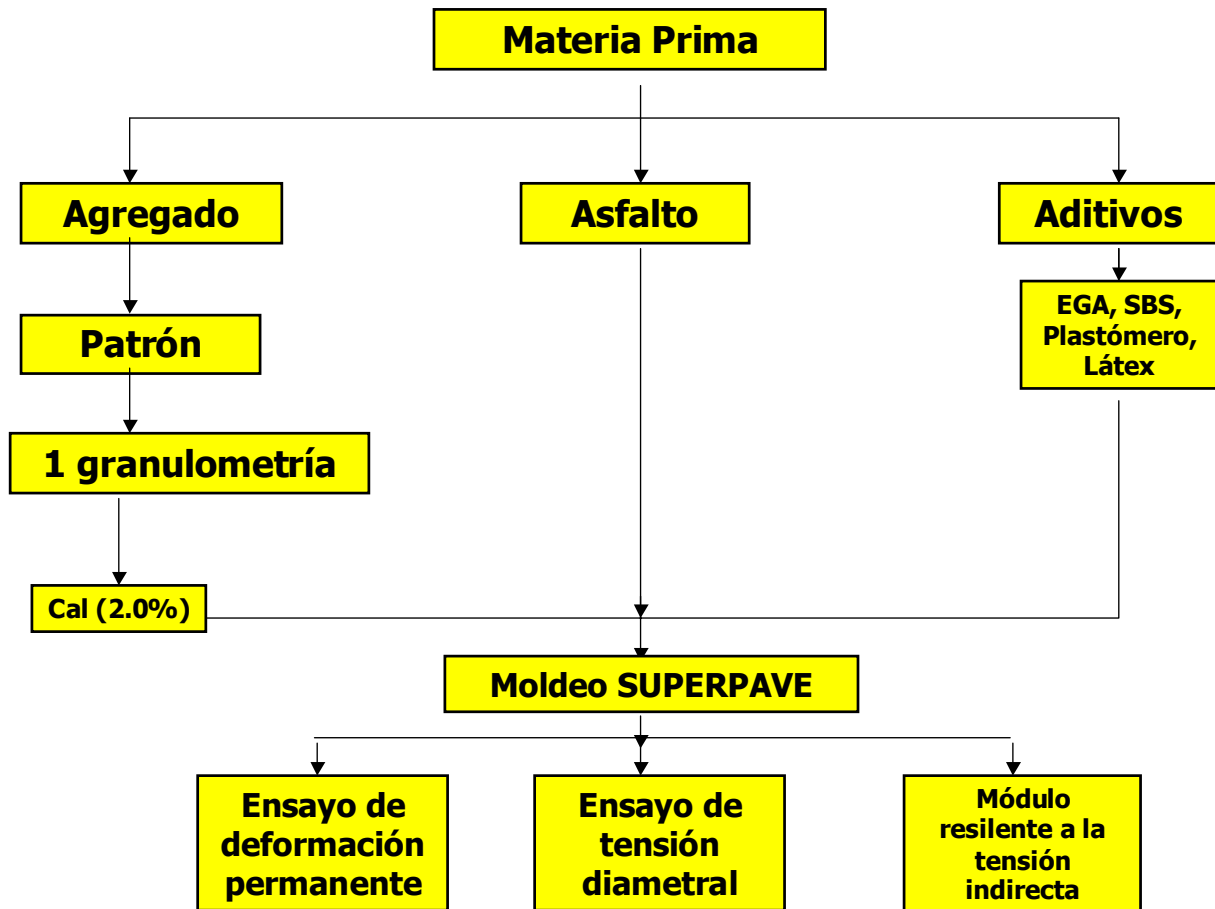 Materia Prima
Agregado
Asfalto
Aditivos
EGA, SBS,
Plastómero,
Látex
Patrón
1 granulometría
Cal (2.0%)
Moldeo SUPERPAVE
Ensayo de
deformación
permanente
Ensayo de
tensión
diametral
Módulo
resilente a la
tensión
indirecta